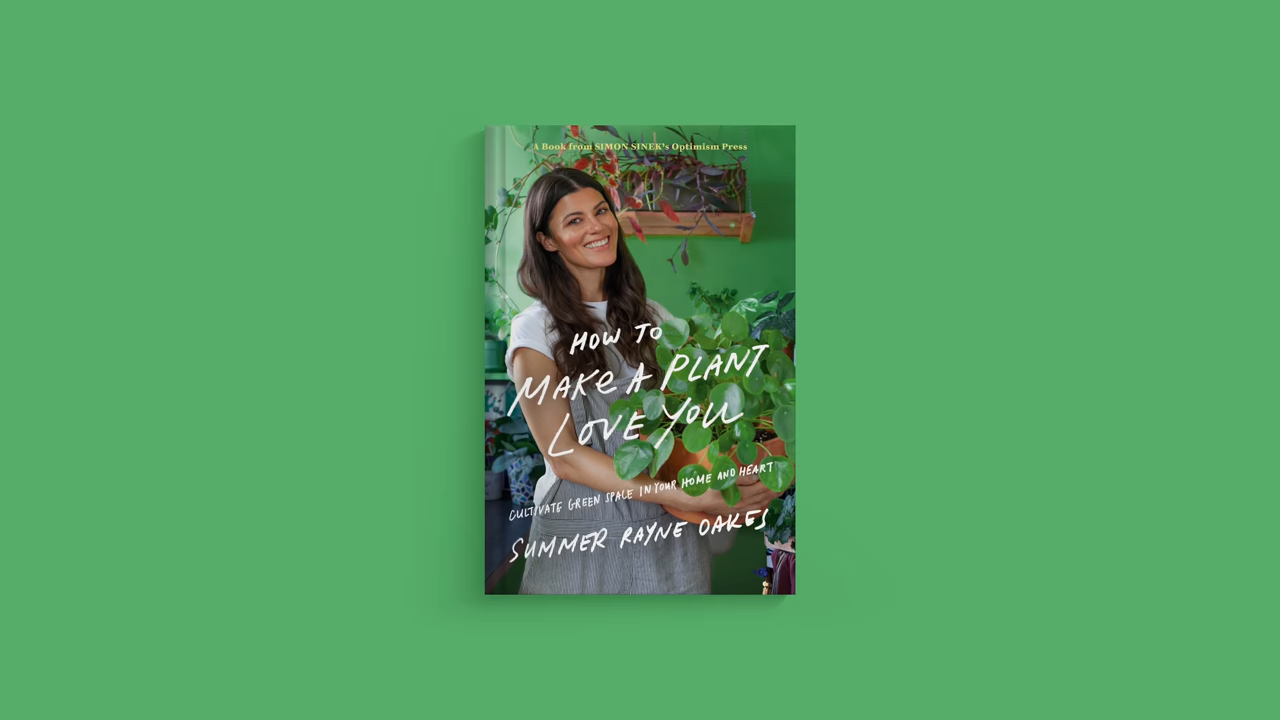 A Book from SIMON SINEK's Optimism Press
HOW TO
MAKE A PLANT
LOVE YOU
CULTIVATE GREEN SPACE IN YOUR HOME AND HEART
SUMMER RAYNE OAKES